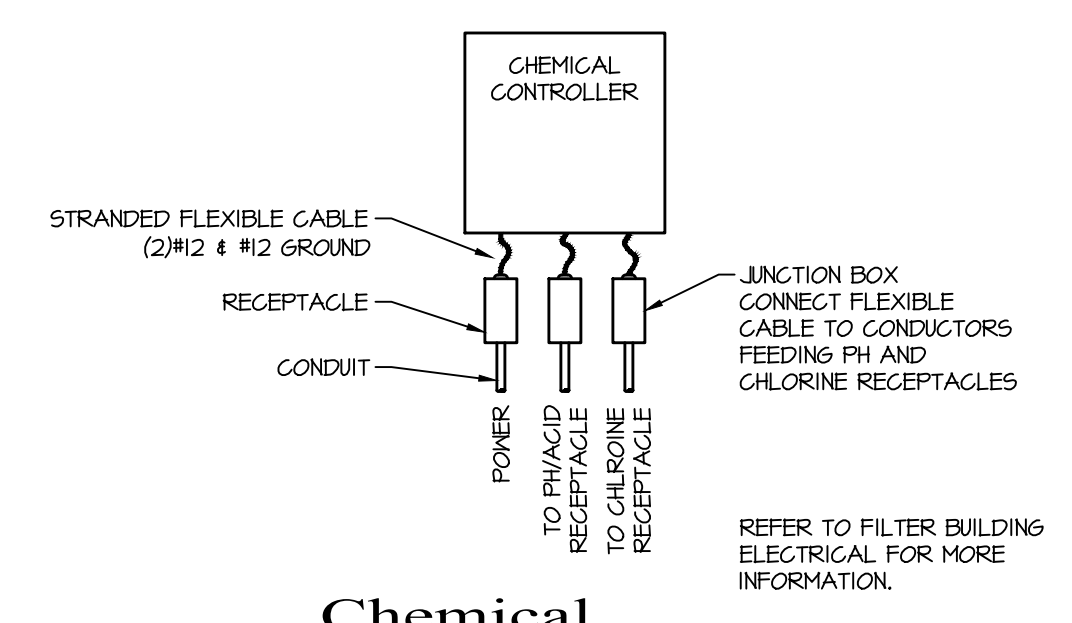 CHEMICAL
CONTROLLER
STRANDED FLEXIBLE CABLE
(2)#12 & #12 GROUND
RECEPTACLE
CONDUIT
JUNCTION BOX
CONNECT FLEXIBLE
CABLE TO CONDUCTORS
FEEDING PH AND
CHLORINE RECEPTACLES
POWER
TO PH/ACID
RECEPTACLE
TO CHLROINE
RECEPTACLE
REFER TO FILTER BUILDING
ELECTRICAL FOR MORE
INFORMATION.
Chemical